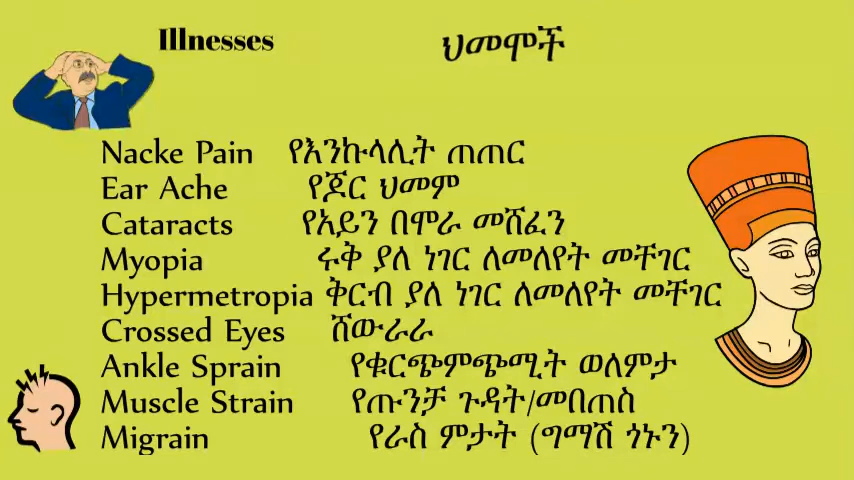 Illnesses ህመሞች
Nacke Pain የእንኩላሊት ጠጠር
Ear Ache የጆር ህመም
Cataracts የአይን በሞራ መሸፈን
Myopia ሩቅ ያለ ነገር ለመለየት መቸገር
Hypermetropia ቅርብ ያለ ነገር ለመለየት መቸገር
Crossed Eyes ሸውራራ
Ankle Sprain የቁርጭምጭሚት ወለምታ
Muscle Strain የጡንቻ ጉዳት/መበጠስ
Migrain የራስ ምታት (ግማሽ ጎኑን)